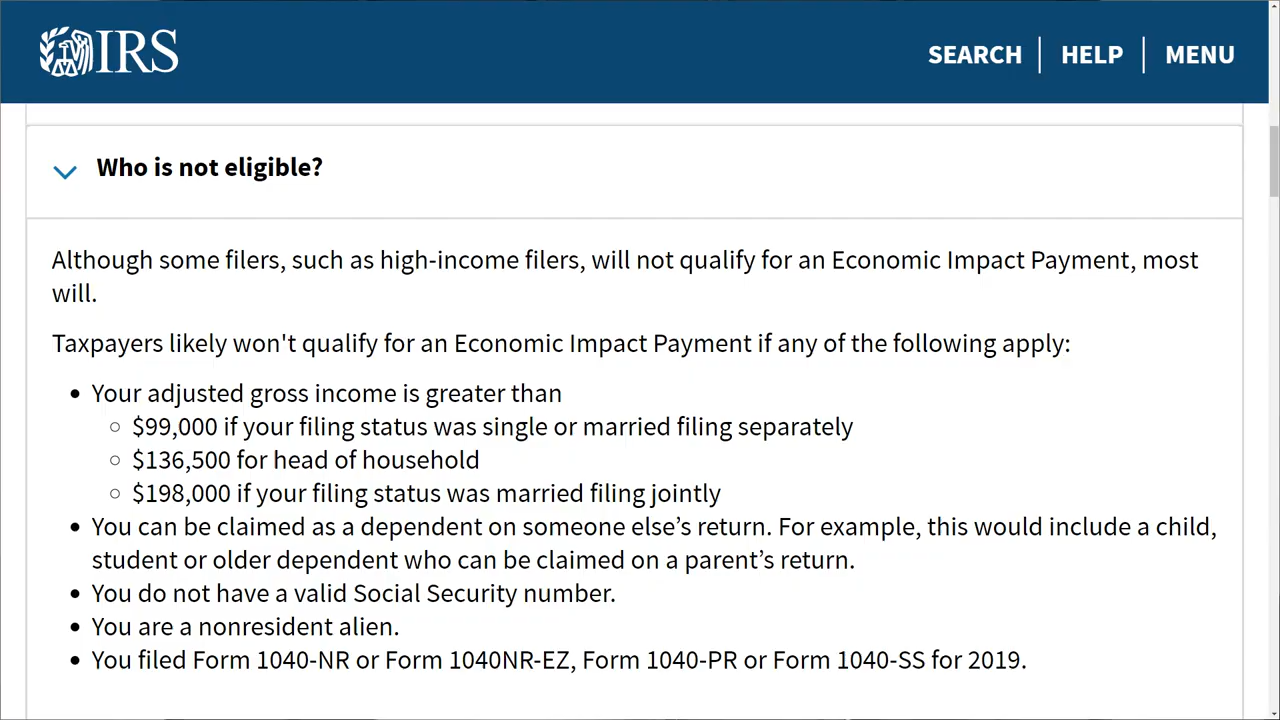 IRS
SEARCH
HELP
MENU
Who is not eligible?
Although some filers, such as high-income filers, will not qualify for an Economic Impact Payment, most
will.
Taxpayers likely won't qualify for an Economic Impact Payment if any of the following apply:
• Your adjusted gross income is greater than
○ $99,000 if your filing status was single or married filing separately
○ $136,500 for head of household
○ $198,000 if your filing status was married filing jointly
• You can be claimed as a dependent on someone else’s return. For example, this would include a child,
student or older dependent who can be claimed on a parent’s return.
• You do not have a valid Social Security number.
• You are a nonresident alien.
• You filed Form 1040-NR or Form 1040NR-EZ, Form 1040-PR or Form 1040-SS for 2019.